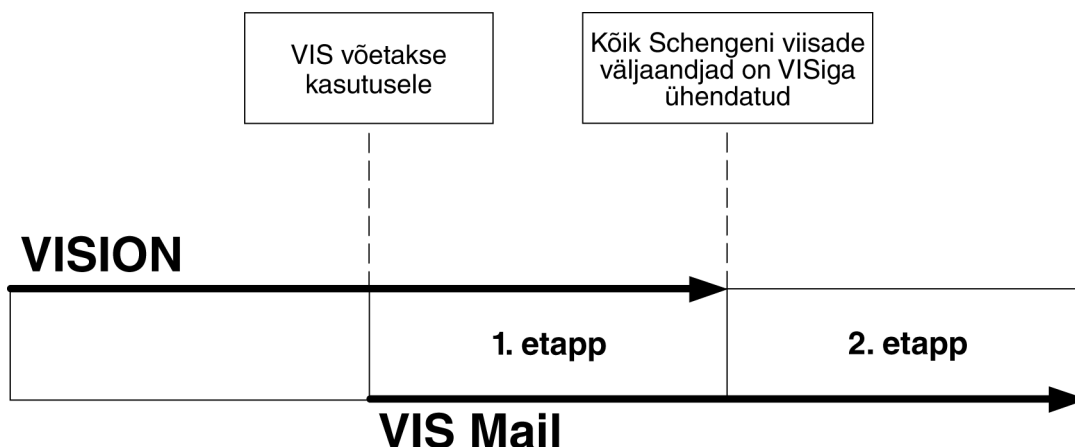 VIS võetakse
kasutusele
Kõik Schengeni viisade
väljaandjad on VISiga
ühendatud
VISION
1. etapp
2. etapp
VIS Mail